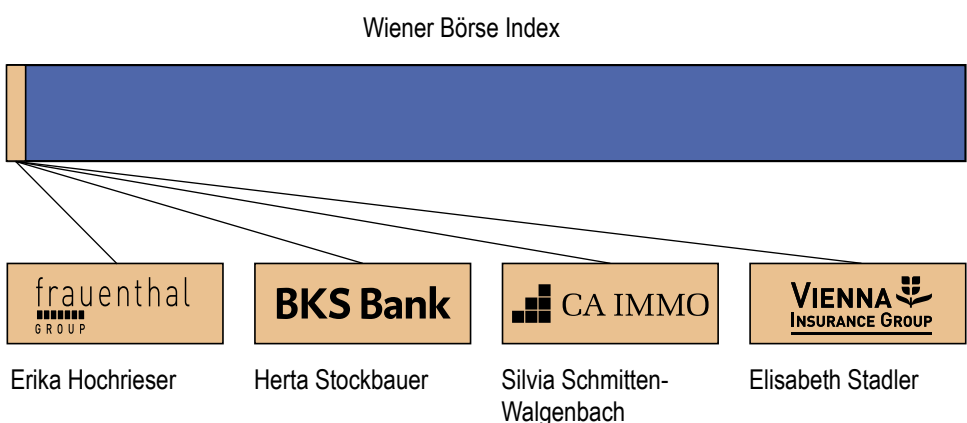 Wiener Börse Index
frauenthal
GROUP
BKS Bank
CA IMMO
VIENNA
INSURANCE GROUP
Erika Hochrieser
Herta Stockbauer
Silvia Schmitten-
Walgenbach
Elisabeth Stadler